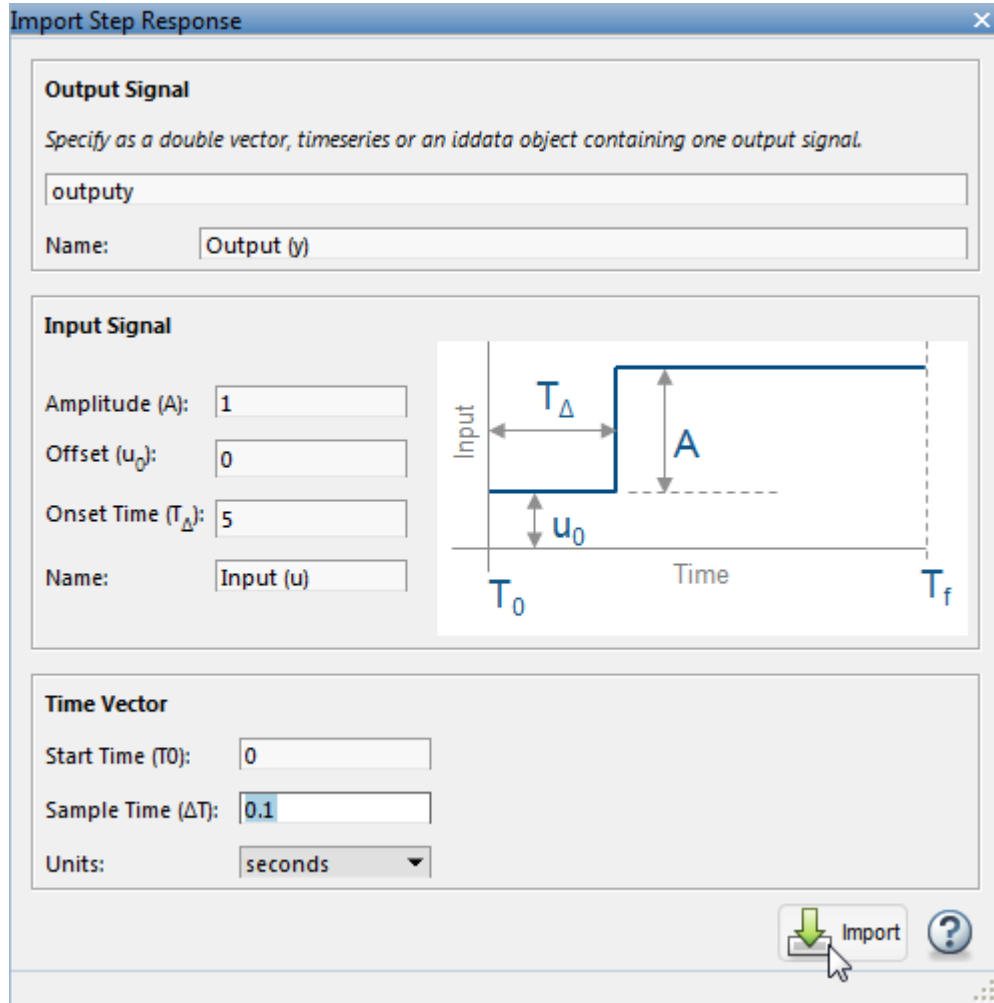 Import Step Response
Output Signal
Specify as a double vector, timeseries or an iddata object containing one output signal.
outputy
Name: Output (y)
Input Signal
Amplitude (A): 1
Offset (u0): 0
Onset Time (TΔ): 5
Name: Input (u)
Input
TΔ
A
u0
Time
T0
Tf
Time Vector
Start Time (T0): 0
Sample Time (ΔT): 0.1
Units: seconds
Import ?